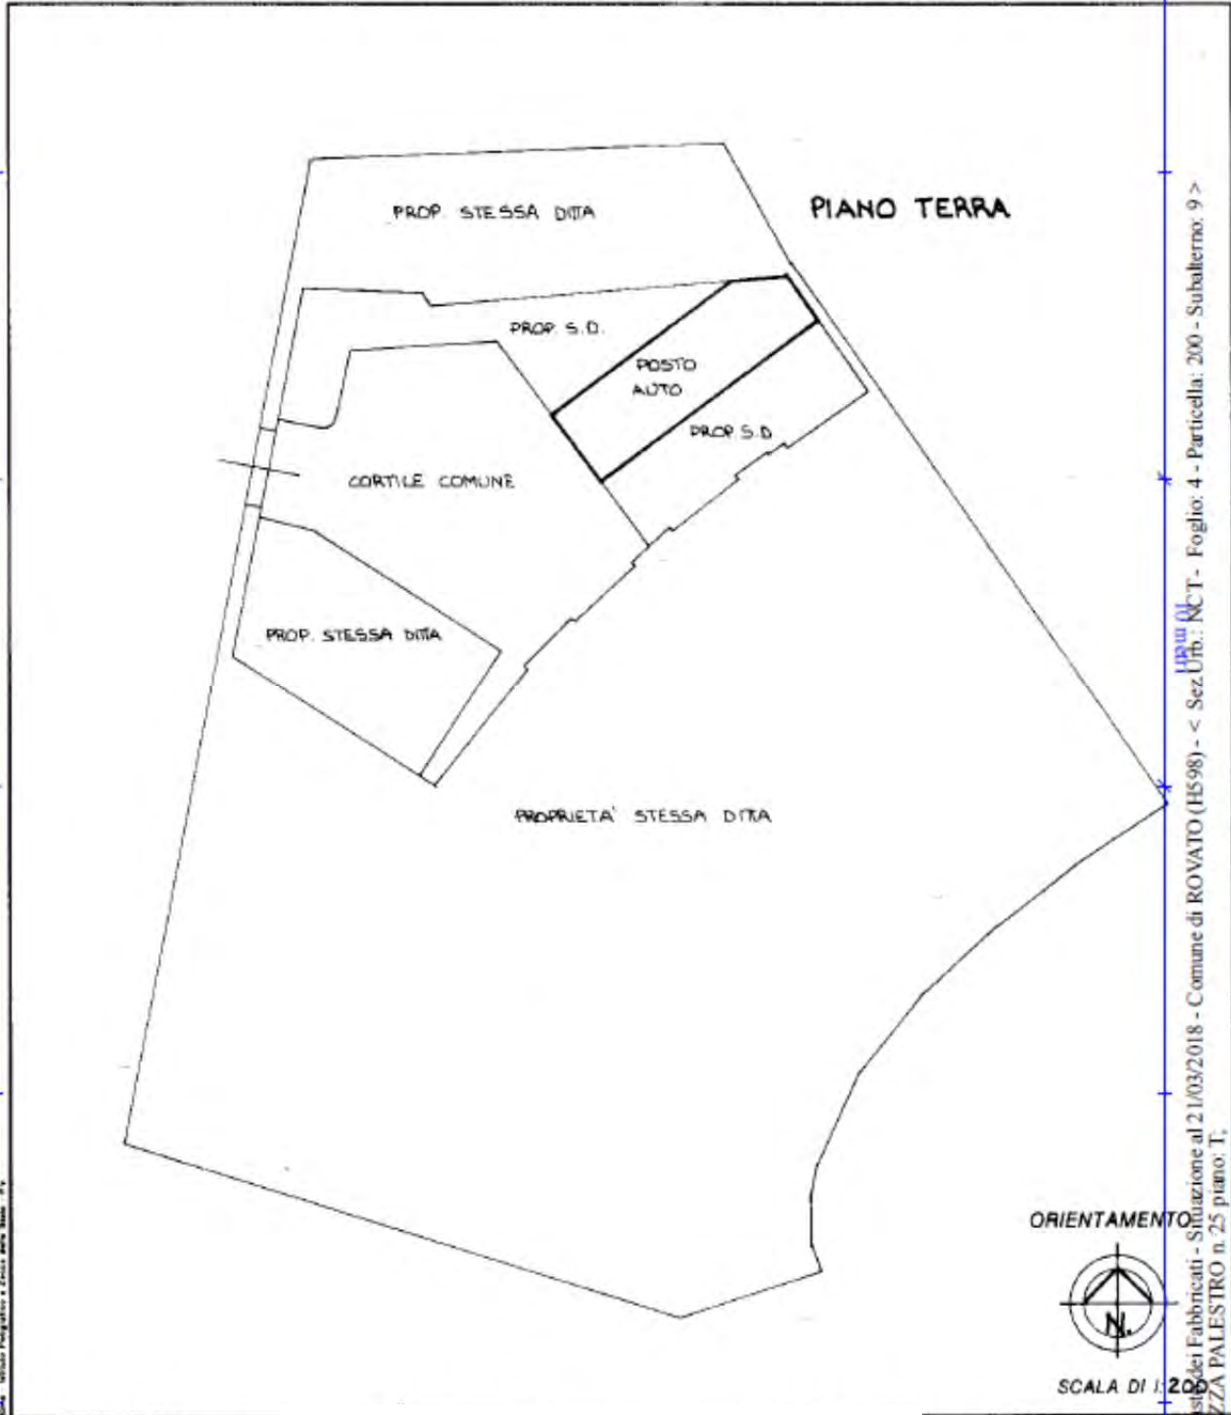 PROP. STESSA DITTA
PIANO TERRA
PROP. S.D.
POSTO
AUTO
PROP. S.D
CORTILE COMUNE
PROP. STESSA DITTA
PROPRIETA' STESSA DITTA
ORIENTAMENTO
N.
SCALA DI 1:200
10 metri
dei Fabbricati - Situazione al 21/03/2018 - Comune di ROVATO (H598) - < Sez.Urb.: NCT - Foglio: 4 - Particella: 200 - Subalterno: 9 >
ZZA PALESTRO n. 25 piano: T;